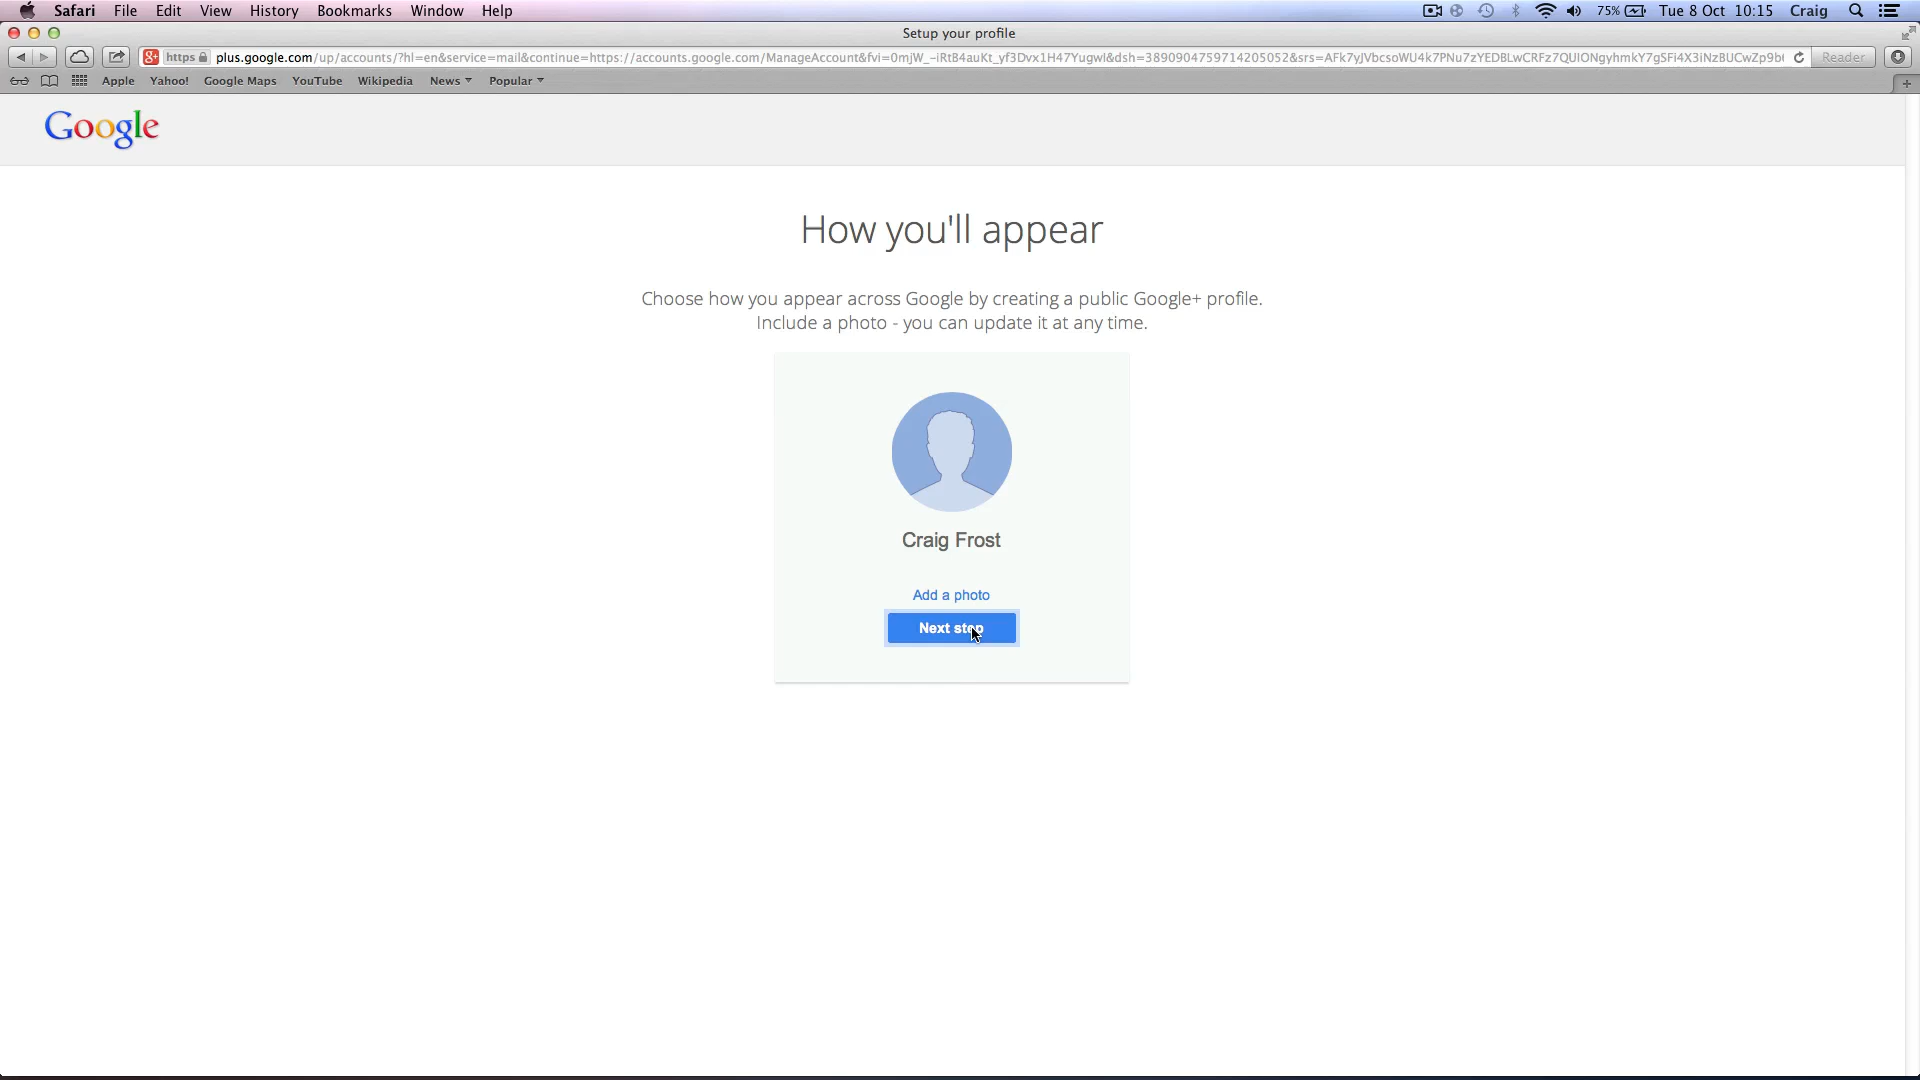 Safari File Edit View History Bookmarks Window Help 75% Tue 8 Oct 10:15 Craig
Setup your profile
https plus.google.com/up/accounts/?hl=en&service=mail&continue=https://accounts.google.com/ManageAccount&fvi=0mjW_-iRtB4auKt_yf3Dvx1H47Yugwl&dsh=3890904759714205052&srs=AFk7yJVbcsoWU4k7PNu7zYEDBLwCRFz7QUIONgyhmkY7gSFi4X3iNzBUCwZp9b Reader
Apple Yahoo! Google Maps YouTube Wikipedia News Popular
Google
How you'll appear
Choose how you appear across Google by creating a public Google+ profile.
Include a photo - you can update it at any time.
Craig Frost
Add a photo
Next step